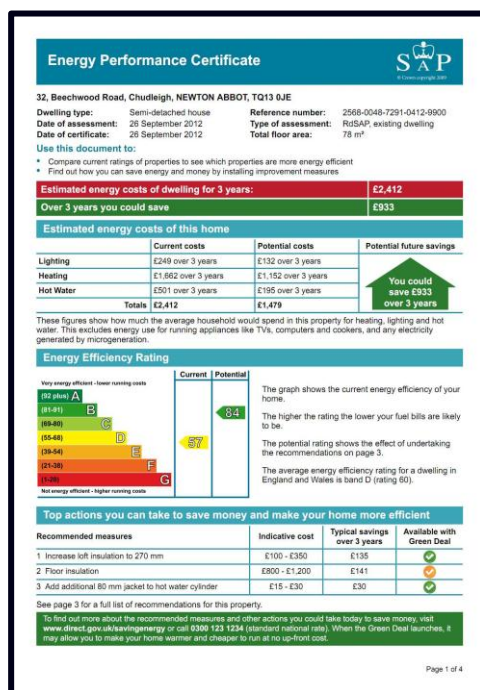 Energy Performance Certificate
SAP
© Crown copyright 2009
32, Beechwood Road, Chudleigh, NEWTON ABBOT, TQ13 0JE
Dwelling type: Semi-detached house Reference number: 2568-0048-7291-0412-9900
Date of assessment: 26 September 2012 Type of assessment: RdSAP, existing dwelling
Date of certificate: 26 September 2012 Total floor area: 78 m²
Use this document to:
• Compare current ratings of properties to see which properties are more energy efficient
• Find out how you can save energy and money by installing improvement measures
Estimated energy costs of dwelling for 3 years: £2,412
Over 3 years you could save £933
Estimated energy costs of this home
Current costs Potential costs Potential future savings
Lighting £249 over 3 years £132 over 3 years
Heating £1,662 over 3 years £1,152 over 3 years
Hot Water £501 over 3 years £195 over 3 years
Totals £2,412 £1,479
You could
save £933
over 3 years
These figures show how much the average household would spend in this property for heating, lighting and hot
water. This excludes energy use for running appliances like TVs, computers and cookers, and any electricity
generated by microgeneration.
Energy Efficiency Rating
Current Potential
Very energy efficient - lower running costs
(92 plus) A
(81-91) B
(69-80) C
(55-68) D
(39-54) E
(21-38) F
(1-20) G
Not energy efficient - higher running costs
57
84
The graph shows the current energy efficiency of your
home.
The higher the rating the lower your fuel bills are likely
to be.
The potential rating shows the effect of undertaking
the recommendations on page 3.
The average energy efficiency rating for a dwelling in
England and Wales is band D (rating 60).
Top actions you can take to save money and make your home more efficient
Recommended measures Indicative cost Typical savings over 3 years Available with Green Deal
1 Increase loft insulation to 270 mm £100 - £350 £135
2 Floor insulation £800 - £1,200 £141
3 Add additional 80 mm jacket to hot water cylinder £15 - £30 £30
See page 3 for a full list of recommendations for this property.
To find out more about the recommended measures and other actions you could take today to save money, visit
www.direct.gov.uk/savingenergy or call 0300 123 1234 (standard national rate). When the Green Deal launches, it
may allow you to make your home warmer and cheaper to run at no up-front cost.
Page 1 of 4